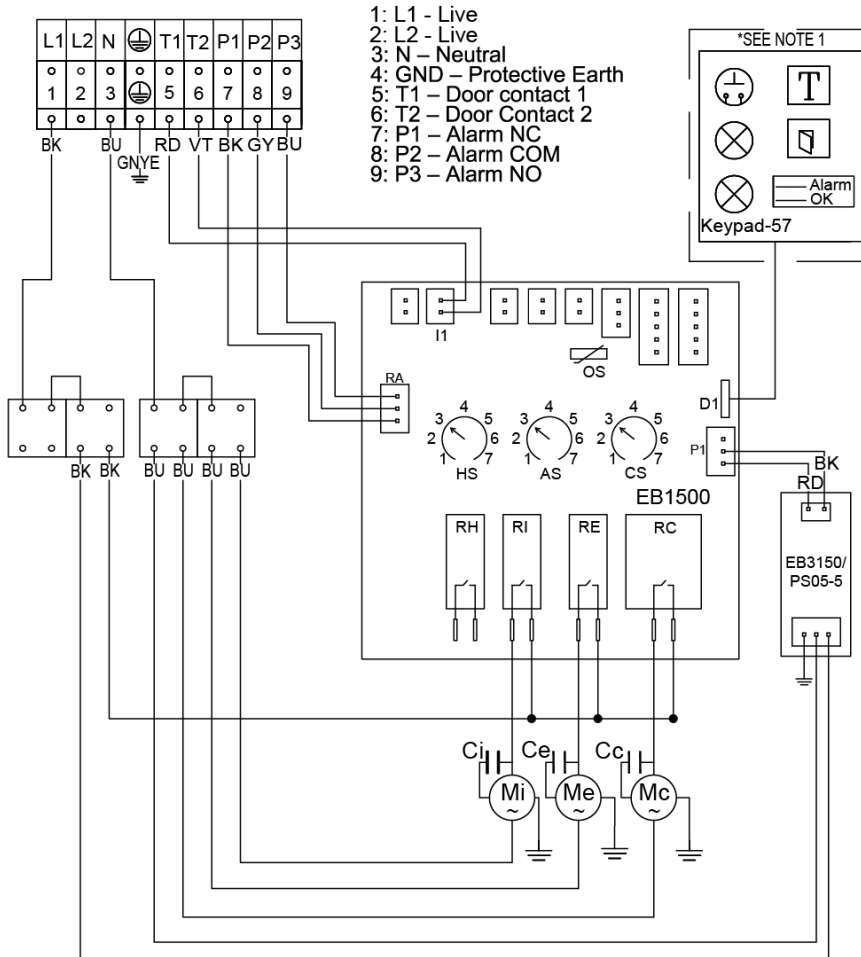 L1 L2 N T1 T2 P1 P2 P3
1 2 3 5 6 7 8 9
BK BU GNYE RD VT BK GY BU
1: L1 - Live
2: L2 - Live
3: N – Neutral
4: GND – Protective Earth
5: T1 – Door contact 1
6: T2 – Door Contact 2
7: P1 – Alarm NC
8: P2 – Alarm COM
9: P3 – Alarm NO
*SEE NOTE 1
T
Alarm
OK
Keypad-57
I1
OS
RA
D1
1 2 3 4 5 6 7
HS
1 2 3 4 5 6 7
AS
1 2 3 4 5 6 7
CS
P1
BK
RD
EB1500
BK BK BU BU BU BU
RH RI RE RC
EB3150/
PS05-5
Ci Ce Cc
Mi Me Mc
~ ~ ~